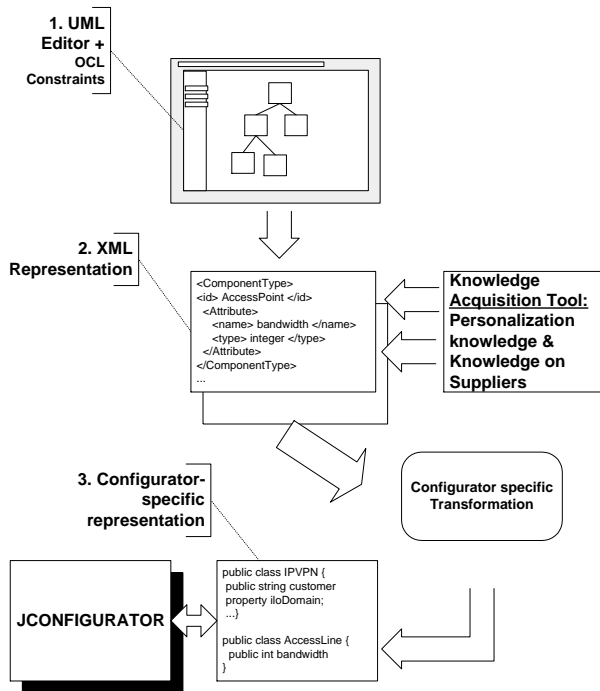 1. UML
Editor +
OCL
Constraints
2. XML
Representation
<ComponentType>
<id> AccessPoint </id>
<Attribute>
<name> bandwidth </name>
<type> integer </type>
</Attribute>
</ComponentType>
...
Knowledge
Acquisition Tool:
Personalization
knowledge &
Knowledge on
Suppliers
3. Configurator-
specific
representation
Configurator specific
Transformation
JCONFIGURATOR
public class IPVPN {
public string customer
property iloDomain;
...}
public class AccessLine {
public int bandwidth
}